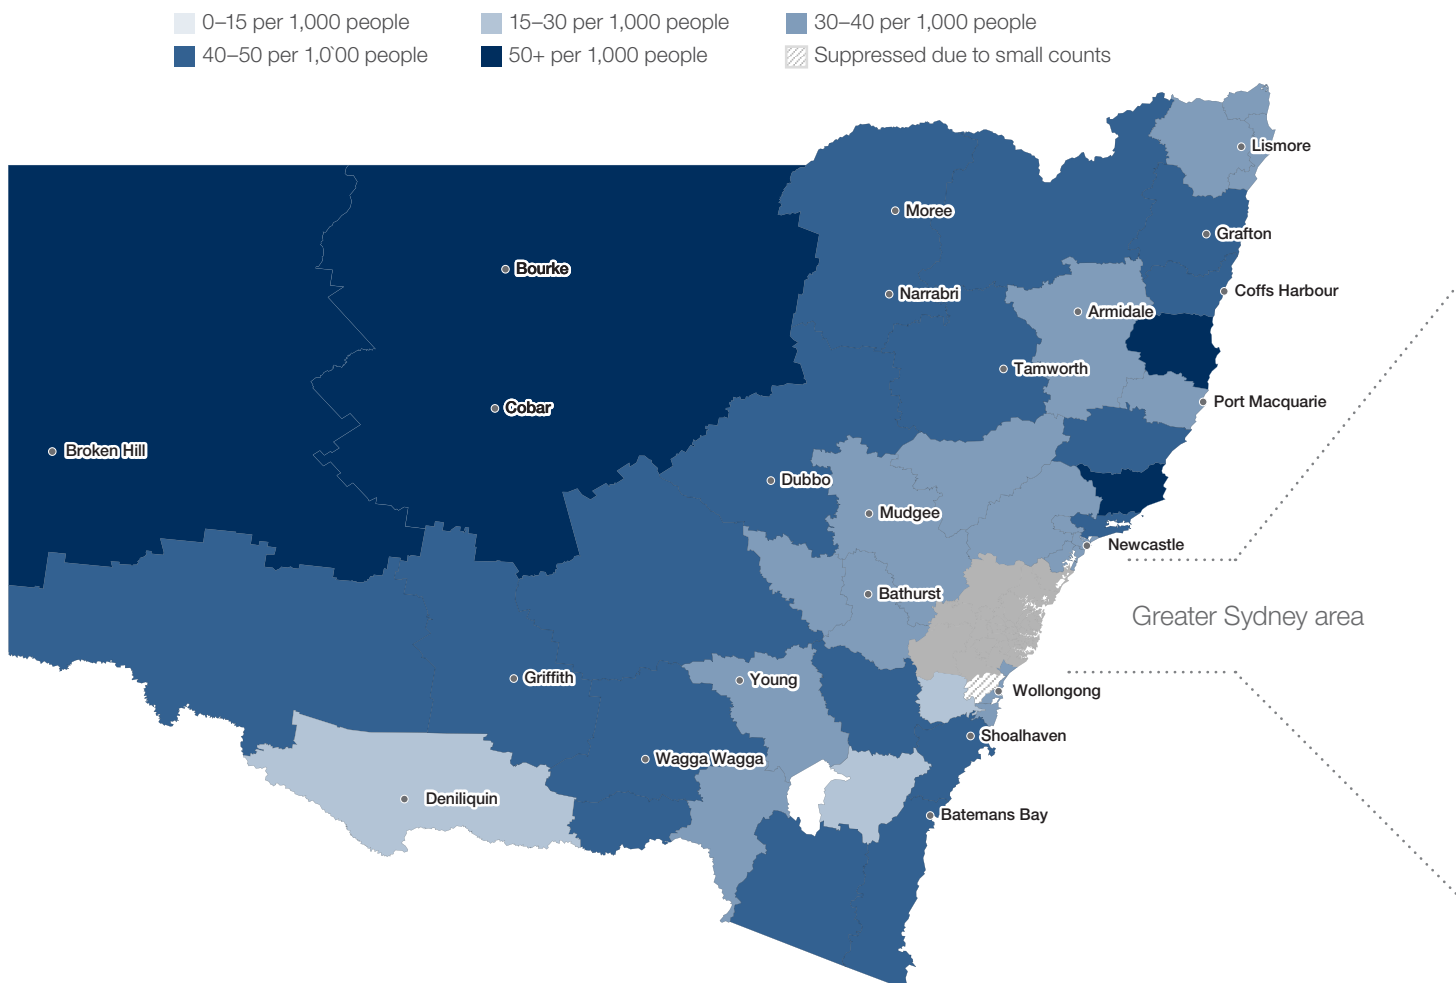 0–15 per 1,000 people
15–30 per 1,000 people
30–40 per 1,000 people
40–50 per 1,0`00 people
50+ per 1,000 people
Suppressed due to small counts
Lismore
Moree
Grafton
Bourke
Narrabri
Coffs Harbour
Armidale
Tamworth
Cobar
Port Macquarie
Broken Hill
Dubbo
Mudgee
Newcastle
Bathurst
Greater Sydney area
Griffith
Young
Wollongong
Shoalhaven
Wagga Wagga
Deniliquin
Batemans Bay